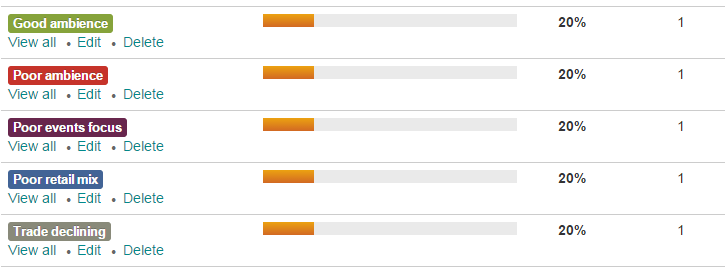 Good ambience 20% 1
View all • Edit • Delete
Poor ambience 20% 1
View all • Edit • Delete
Poor events focus 20% 1
View all • Edit • Delete
Poor retail mix 20% 1
View all • Edit • Delete
Trade declining 20% 1
View all • Edit • Delete